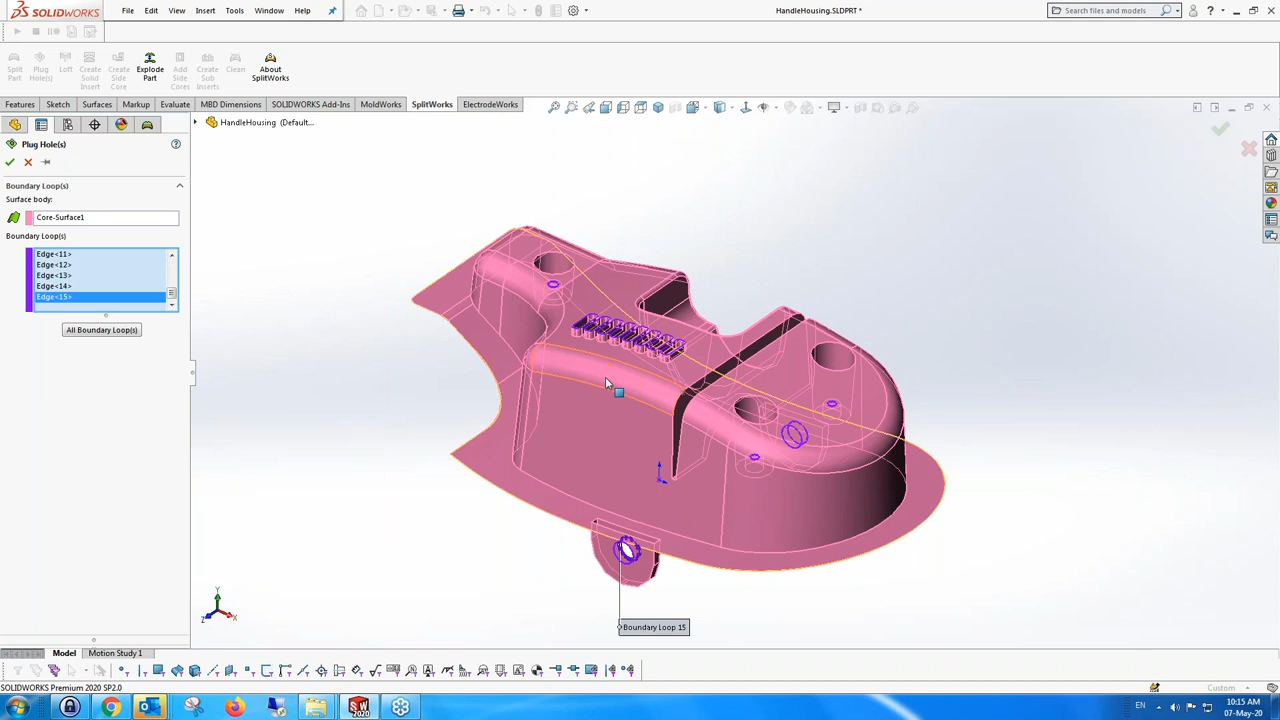 SOLIDWORKS File Edit View Insert Tools Window Help HandleHousing.SLDPRT * Search files and models
Split Part
Plug Hole(s)
Loft
Create Solid Insert
Create Side Core
Explode Part
Add Side Cores
Create Sub Inserts
Clean
About SplitWorks
Features Sketch Surfaces Markup Evaluate MBD Dimensions SOLIDWORKS Add-Ins MoldWorks SplitWorks ElectrodeWorks
HandleHousing (Default...
Plug Hole(s)
Boundary Loop(s)
Surface body:
Core-Surface1
Boundary Loop(s)
Edge<11>
Edge<12>
Edge<13>
Edge<14>
Edge<15>
All Boundary Loop(s)
Boundary Loop 15
Y
Z
X
Model Motion Study 1
SOLIDWORKS Premium 2020 SP2.0
Custom
EN 10:15 AM
07-May-20